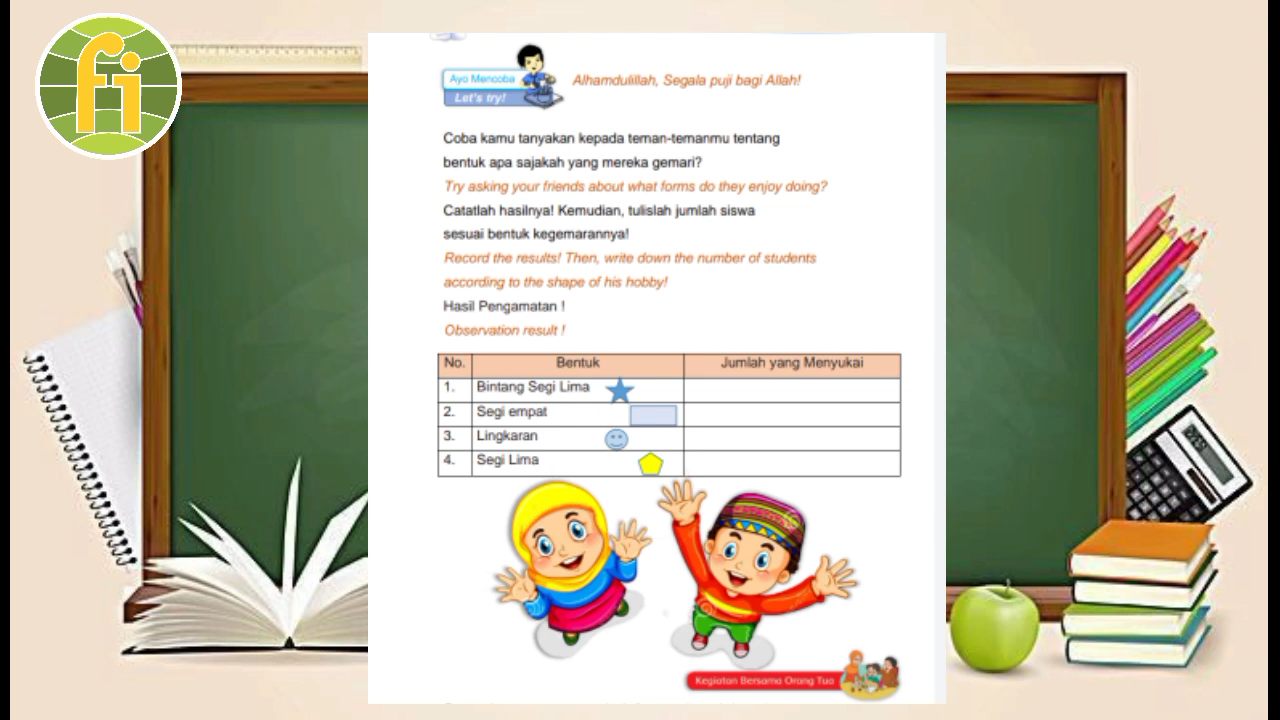 fi
Ayo Mencoba
Let's try!
Alhamdulillah, Segala puji bagi Allah!
Coba kamu tanyakan kepada teman-temanmu tentang
bentuk apa sajakah yang mereka gemari?
Try asking your friends about what forms do they enjoy doing?
Catatlah hasilnya! Kemudian, tulislah jumlah siswa
sesuai bentuk kegemarannya!
Record the results! Then, write down the number of students
according to the shape of his hobby!
Hasil Pengamatan !
Observation result !
No. Bentuk Jumlah yang Menyukai
1. Bintang Segi Lima
2. Segi empat
3. Lingkaran
4. Segi Lima
Kegiatan Bersama Orang Tua